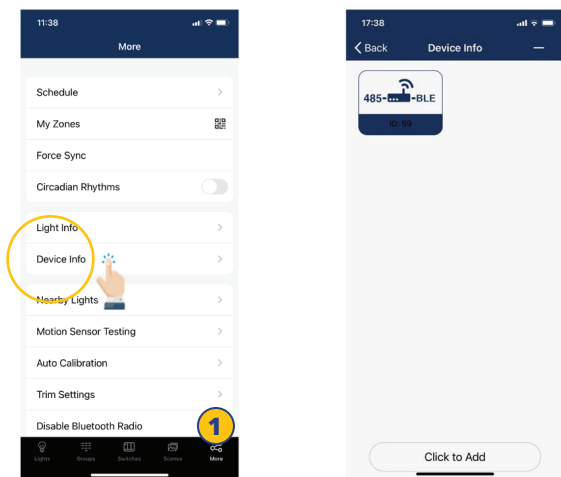 11:38
More
Schedule
My Zones
Force Sync
Circadian Rhythms
Light Info
Device Info
Nearby Lights
Motion Sensor Testing
Auto Calibration
Trim Settings
Disable Bluetooth Radio
1
Lights Groups Switches Scenes More
17:38
Back Device Info
485- -BLE
ID: 59
Click to Add